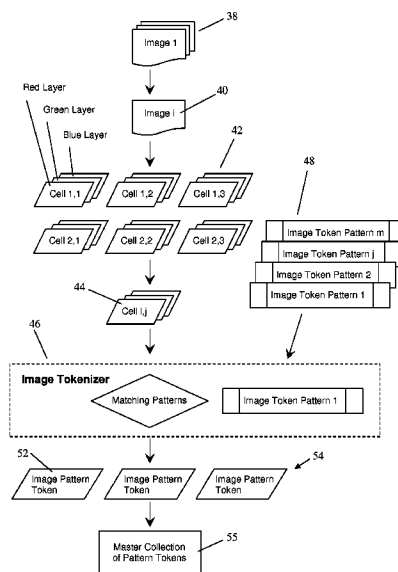 38
Image 1
Red Layer
40
Green Layer
Image i
Blue Layer
42
48
Cell 1,1
Cell 1,2
Cell 1,3
Image Token Pattern m
Image Token Pattern j
Cell 2,1
Cell 2,2
Cell 2,3
Image Token Pattern 2
Image Token Pattern 1
44
Cell i,j
46
Image Tokenizer
Matching Patterns
Image Token Pattern 1
52
54
Image Pattern
Token
Image Pattern
Token
Image Pattern
Token
55
Master Collection
of Pattern Tokens